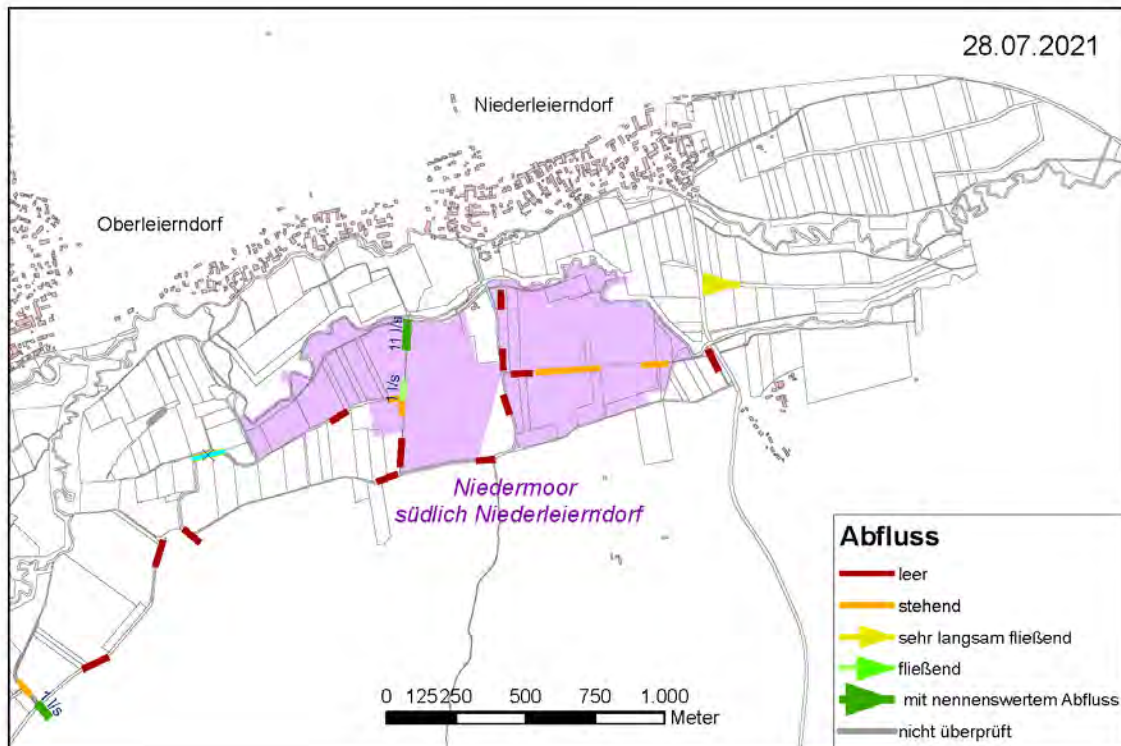 28.07.2021
Niederleierndorf
Oberleierndorf
11 l/s
1 l/s
Niedermoor
südlich Niederleierndorf
1 l/s
Abfluss
leer
stehend
sehr langsam fließend
fließend
mit nennenswertem Abfluss
nicht überprüft
0 125250 500 750 1.000
Meter